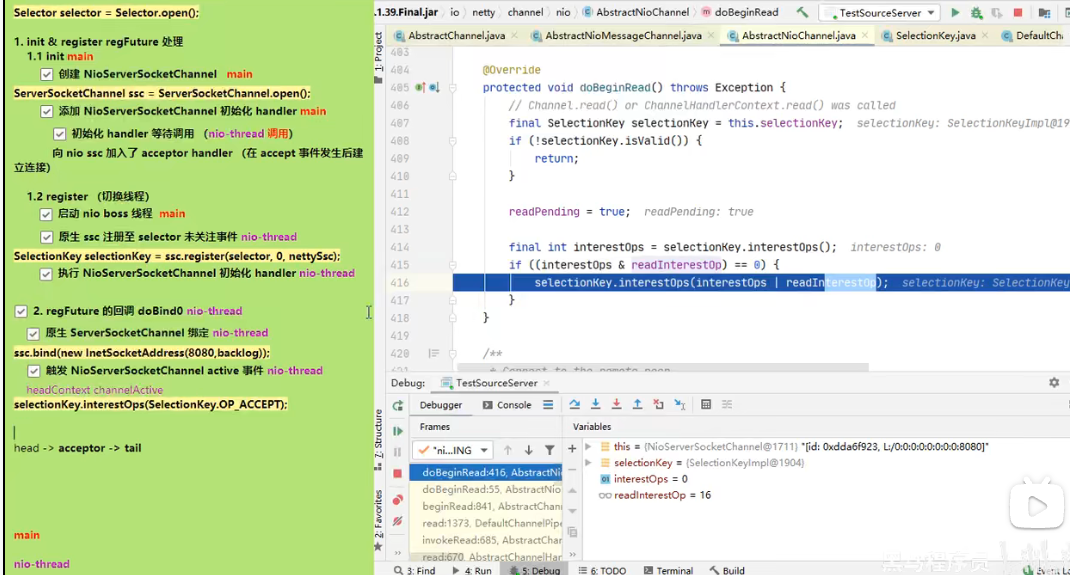 Selector selector = Selector.open();
1. init & register regFuture 处理
1.1 init main
创建 NioServerSocketChannel main
ServerSocketChannel ssc = ServerSocketChannel.open();
添加 NioServerSocketChannel 初始化 handler main
初始化 handler 等待调用 （nio-thread 调用）
向 nio ssc 加入了 acceptor handler （在 accept 事件发生后建
立连接)
1.2 register （切换线程）
启动 nio boss 线程 main
原生 ssc 注册至 selector 未关注事件 nio-thread
SelectionKey selectionKey = ssc.register(selector, 0, nettySsc);
执行 NioServerSocketChannel 初始化 handler nio-thread
2. regFuture 的回调 doBind0 nio-thread
原生 ServerSocketChannel 绑定 nio-thread
ssc.bind(new InetSocketAddress(8080,backlog));
触发 NioServerSocketChannel active 事件 nio-thread
headContext channelActive
selectionKey.interestOps(SelectionKey.OP_ACCEPT);
head -> acceptor -> tail
main
nio-thread
.1.39.Final.jar io netty channel nio AbstractNioChannel doBeginRead TestSourceServer
AbstractChannel.java AbstractNioMessageChannel.java AbstractNioChannel.java SelectionKey.java DefaultCh
1: Project
403
404 @Override
405 protected void doBeginRead() throws Exception {
406 // Channel.read() or ChannelHandlerContext.read() was called
407 final SelectionKey selectionKey = this.selectionKey; selectionKey: SelectionKeyImpl@19
408 if (!selectionKey.isValid()) {
409 return;
410 }
411
412 readPending = true; readPending: true
413
414 final int interestOps = selectionKey.interestOps(); interestOps: 0
415 if ((interestOps & readInterestOp) == 0) {
416 selectionKey.interestOps(interestOps | readInterestOp); selectionKey: SelectionKey
417 }
418 }
419
420 /**
Debug: TestSourceServer
Debugger Console
Frames Variables
"ni...ING
doBeginRead:416, AbstractNi
doBeginRead:55, AbstractNio
beginRead:841, AbstractChan
read:1373, DefaultChannelPipe
invokeRead:685, AbstractChan
read:670, AbstractChannelHan
this = {NioServerSocketChannel@1711} "[id: 0xdda6f923, L:/0:0:0:0:0:0:0:0:8080]"
selectionKey = {SelectionKeyImpl@1904}
interestOps = 0
readInterestOp = 16
7: Structure
2: Favorites
3: Find 4: Run 5: Debug 6: TODO Terminal Build
黑马程序员